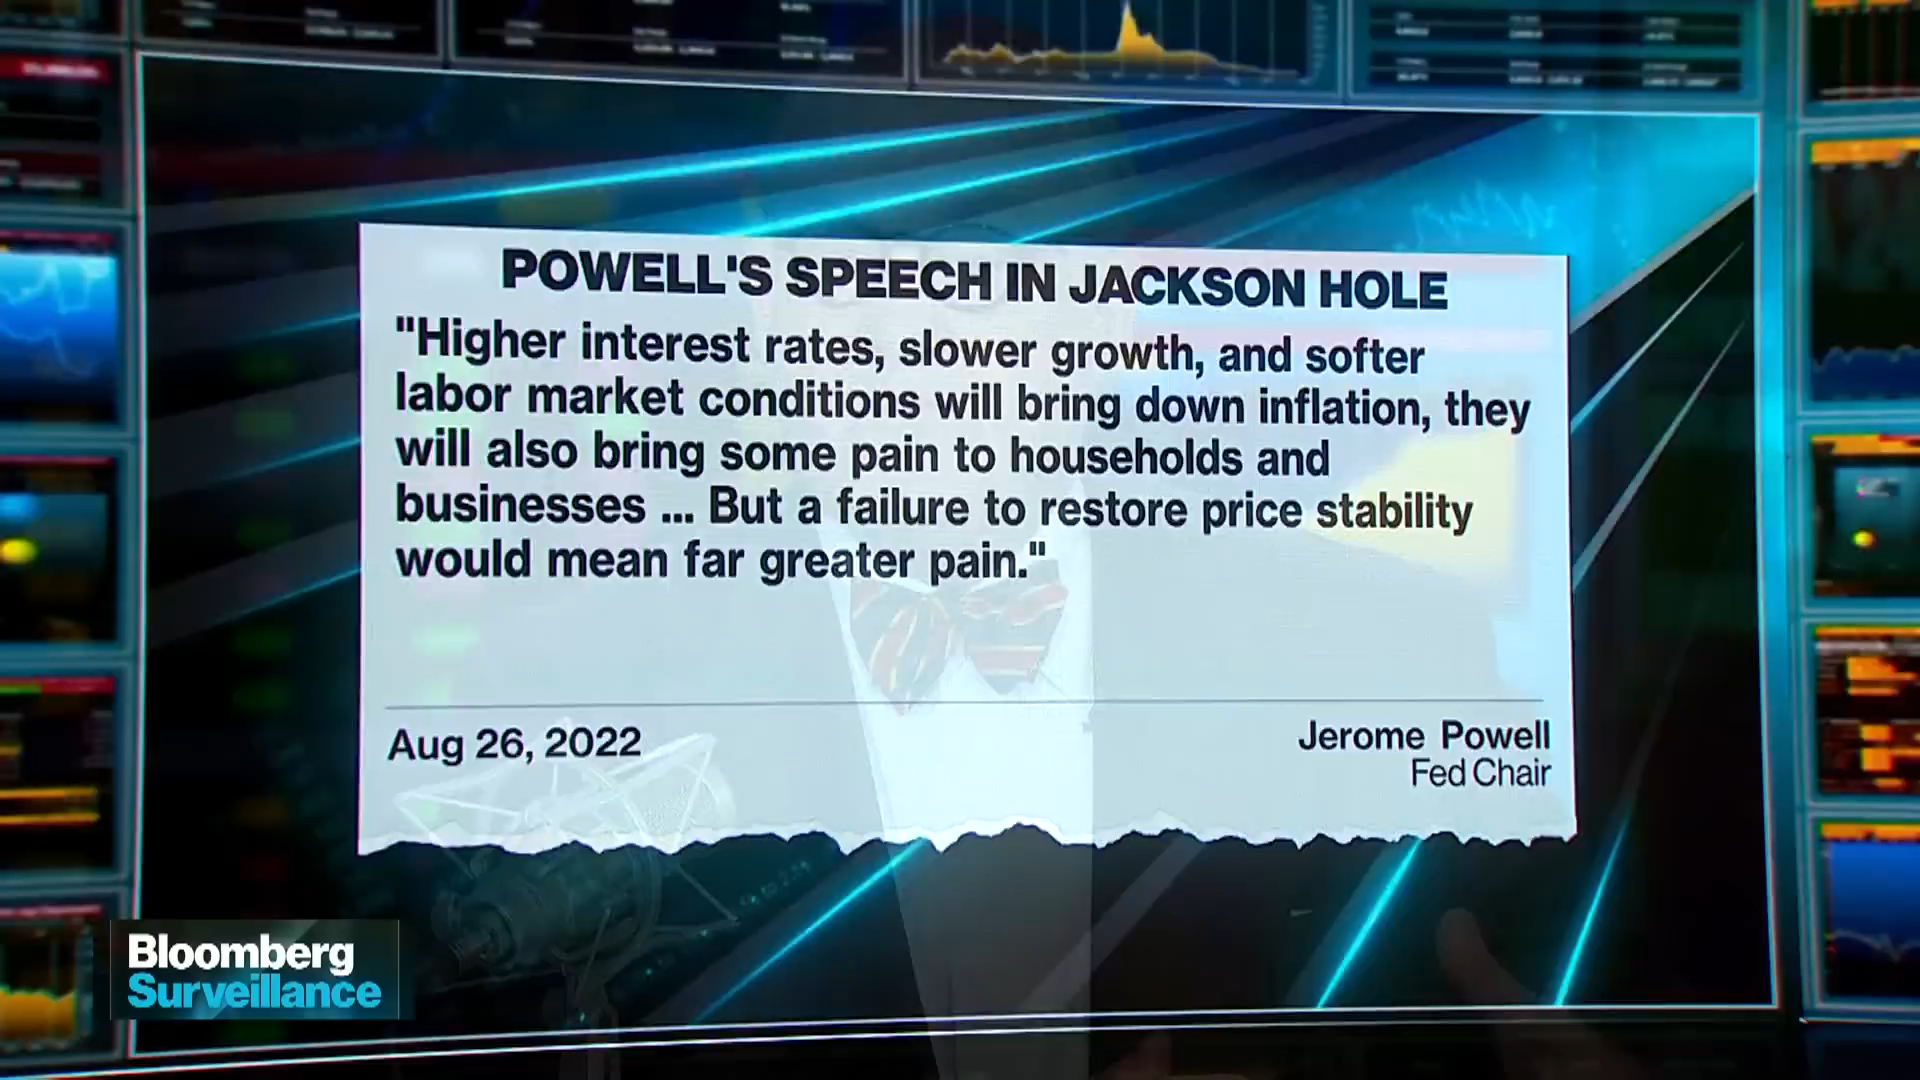 POWELL'S SPEECH IN JACKSON HOLE
"Higher interest rates, slower growth, and softer
labor market conditions will bring down inflation, they
will also bring some pain to households and
businesses ... But a failure to restore price stability
would mean far greater pain."
Aug 26, 2022
Jerome Powell
Fed Chair
Bloomberg
Surveillance